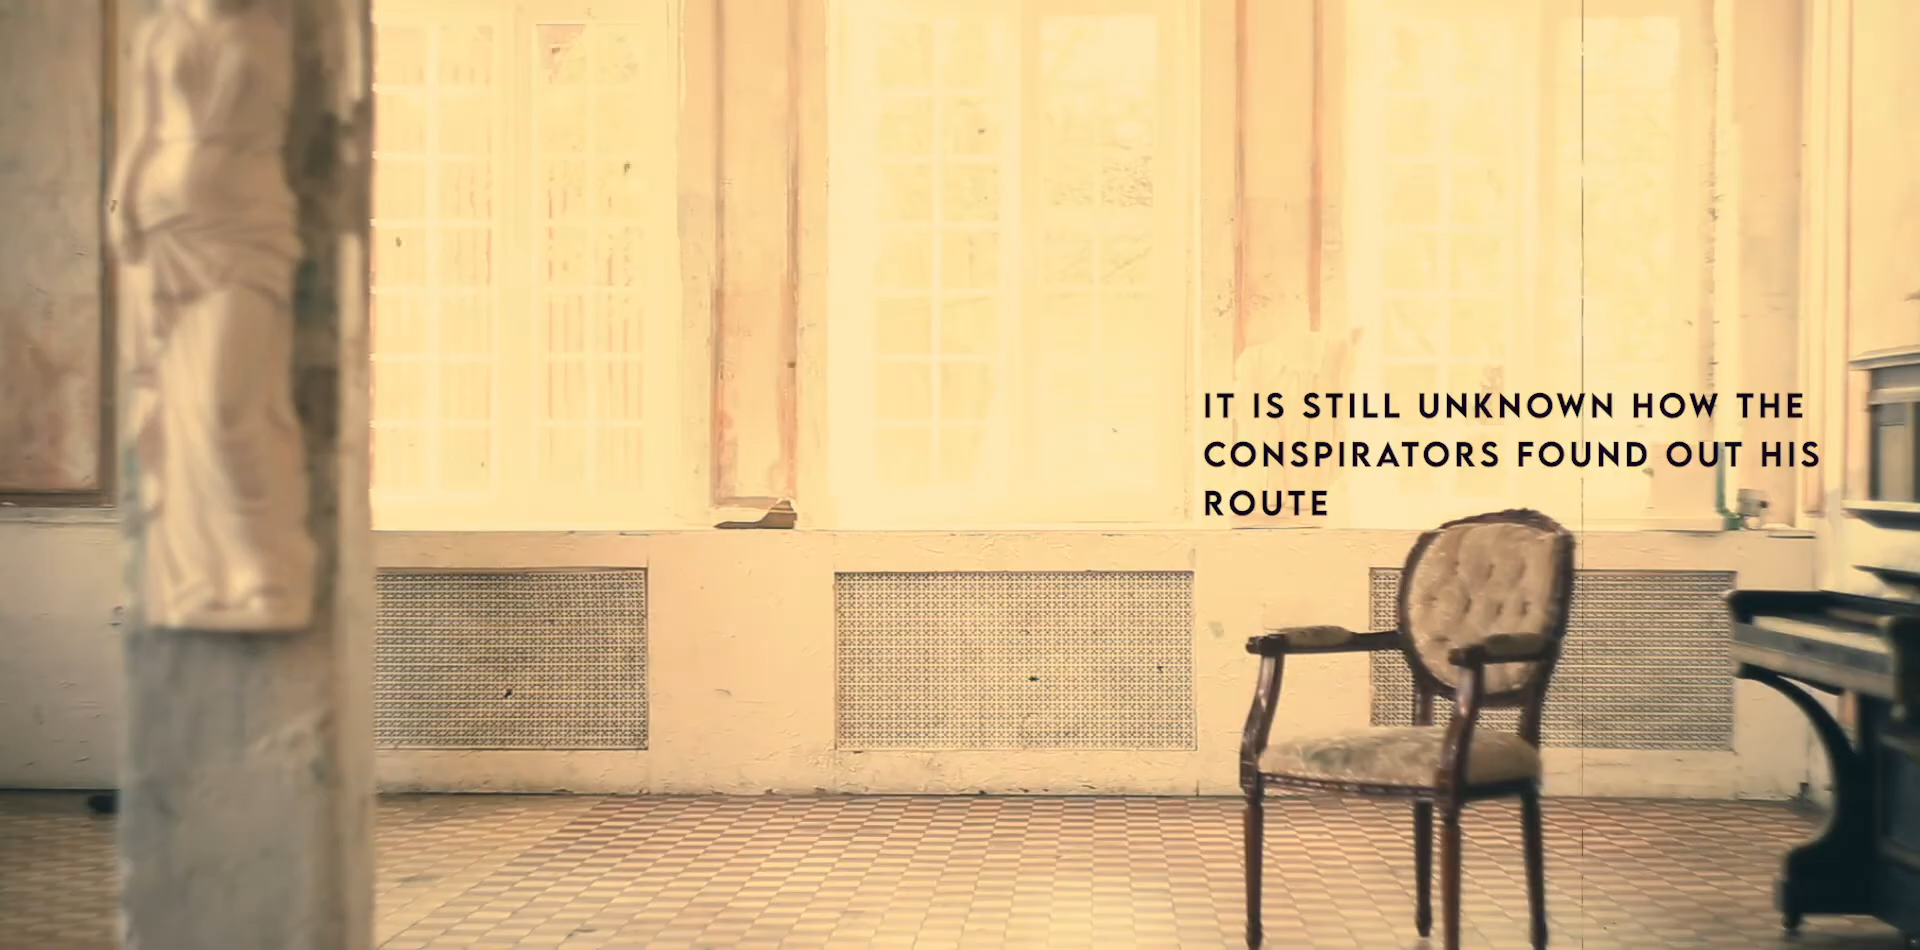 IT IS STILL UNKNOWN HOW THE
CONSPIRATORS FOUND OUT HIS
ROUTE